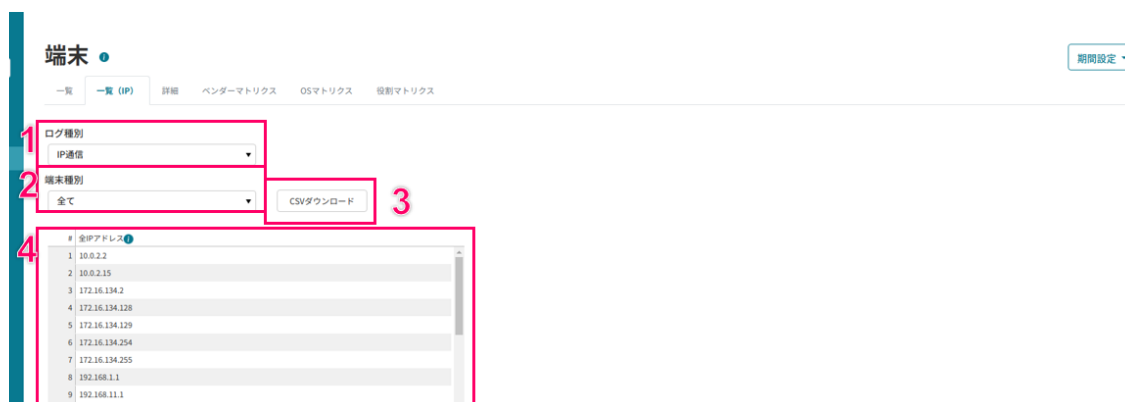 端末
期間設定
一覧 一覧（IP） 詳細 ベンダーマトリクス OSマトリクス 役割マトリクス
1
ログ種別
IP通信
2
端末種別
全て
CSVダウンロード
3
4
# 全IPアドレス
1 10.0.2.2
2 10.0.2.15
3 172.16.134.2
4 172.16.134.128
5 172.16.134.129
6 172.16.134.254
7 172.16.134.255
8 192.168.1.1
9 192.168.11.1